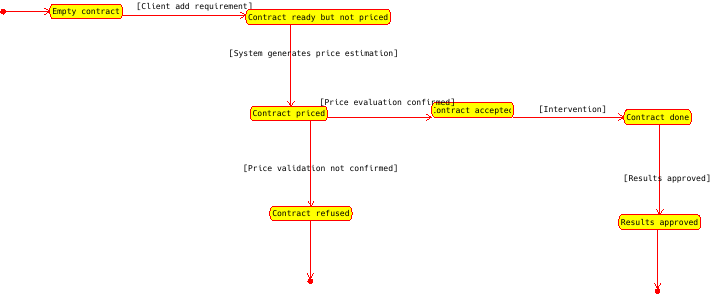 [Client add requirement]
Empty contract
Contract ready but not priced
[System generates price estimation]
[Price evaluation confirmed]
Contract priced
Contract accepted
[Intervention]
Contract done
[Price validation not confirmed]
[Results approved]
Contract refused
Results approved